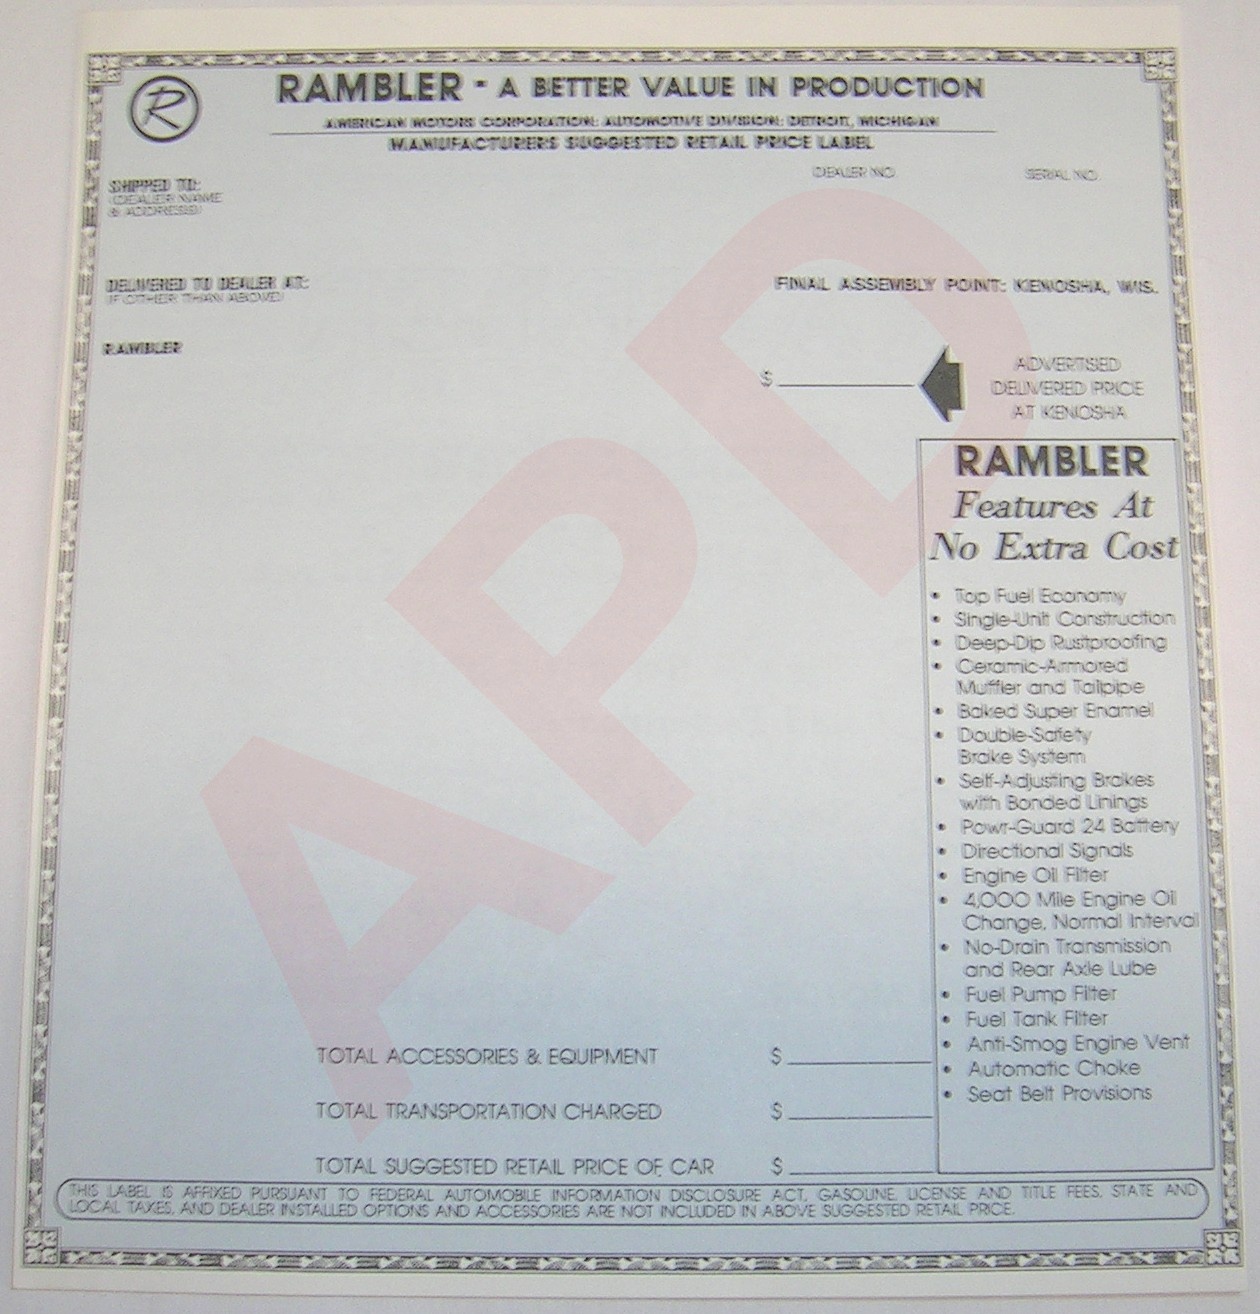 R
RAMBLER - A BETTER VALUE IN PRODUCTION
AMERICAN MOTORS CORPORATION: AUTOMOTIVE DIVISION: DETROIT, MICHIGAN
MANUFACTURERS SUGGESTED RETAIL PRICE LABEL
DEALER NO. SERIAL NO.
SHIPPED TO:
(DEALER NAME
& ADDRESS)
DELIVERED TO DEALER AT:
(IF OTHER THAN ABOVE)
FINAL ASSEMBLY POINT: KENOSHA, WIS.
RAMBLER
$
ADVERTISED
DELIVERED PRICE
AT KENOSHA
RAMBLER
Features At
No Extra Cost
• Top Fuel Economy
• Single-Unit Construction
• Deep-Dip Rustproofing
• Ceramic-Armored
Muffler and Tailpipe
• Baked Super Enamel
• Double-Safety
Brake System
• Self-Adjusting Brakes
with Bonded Linings
• Powr-Guard 24 Battery
• Directional Signals
• Engine Oil Filter
• 4,000 Mile Engine Oil
Change, Normal Interval
• No-Drain Transmission
and Rear Axle Lube
• Fuel Pump Filter
• Fuel Tank Filter
• Anti-Smog Engine Vent
• Automatic Choke
• Seat Belt Provisions
TOTAL ACCESSORIES & EQUIPMENT $
TOTAL TRANSPORTATION CHARGED $
TOTAL SUGGESTED RETAIL PRICE OF CAR $
THIS LABEL IS AFFIXED PURSUANT TO FEDERAL AUTOMOBILE INFORMATION DISCLOSURE ACT, GASOLINE, LICENSE AND TITLE FEES, STATE AND
LOCAL TAXES, AND DEALER INSTALLED OPTIONS AND ACCESSORIES ARE NOT INCLUDED IN ABOVE SUGGESTED RETAIL PRICE.
APD